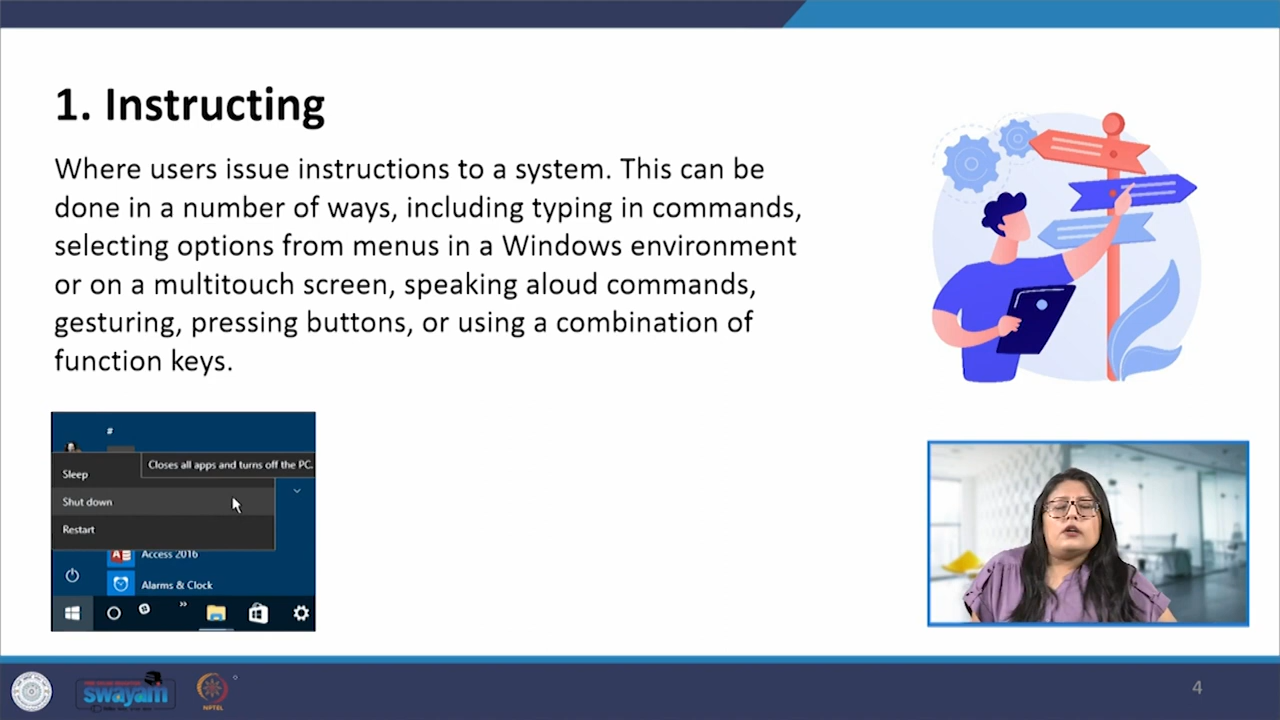 1. Instructing
Where users issue instructions to a system. This can be
done in a number of ways, including typing in commands,
selecting options from menus in a Windows environment
or on a multitouch screen, speaking aloud commands,
gesturing, pressing buttons, or using a combination of
function keys.
#
Closes all apps and turns off the PC.
Sleep
Shut down
Restart
Access 2016
Alarms & Clock
swayam
NPTEL
4